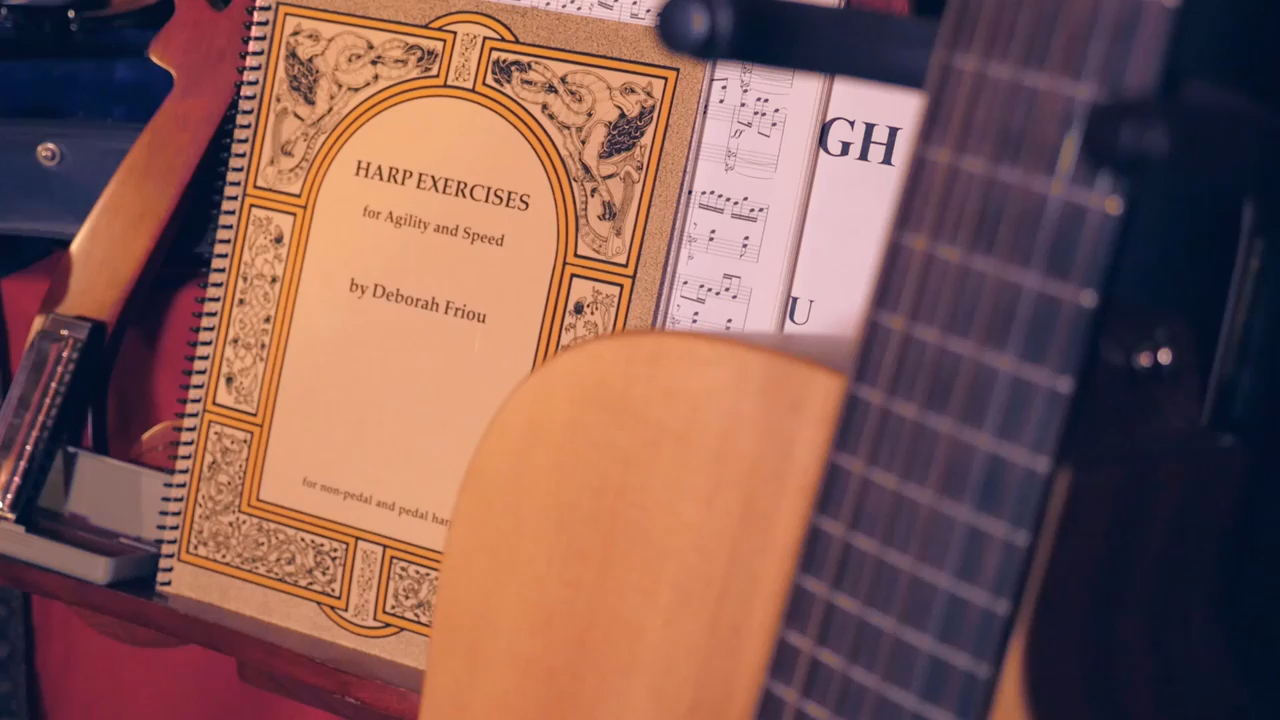 HARP EXERCISES
for Agility and Speed
by Deborah Friou
for non-pedal and pedal har
GH
U